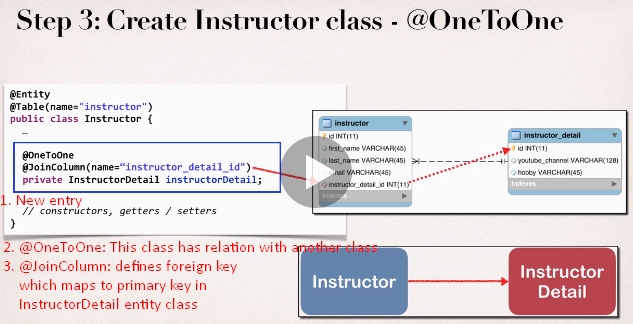 Step 3: Create Instructor class - @OneToOne
@Entity
@Table(name="instructor")
public class Instructor {
…
@OneToOne
@JoinColumn(name="instructor_detail_id")
private InstructorDetail instructorDetail;
// constructors, getters / setters
}
1. New entry
2. @OneToOne: This class has relation with another class
3. @JoinColumn: defines foreign key
which maps to primary key in
InstructorDetail entity class
instructor
id INT(11)
first_name VARCHAR(45)
last_name VARCHAR(45)
VARCHAR(45)
instructor_detail_id INT(11)
Indexes
instructor_detail
id INT(11)
youtube_channel VARCHAR(128)
hobby VARCHAR(45)
Indexes
Instructor
Instructor
Detail